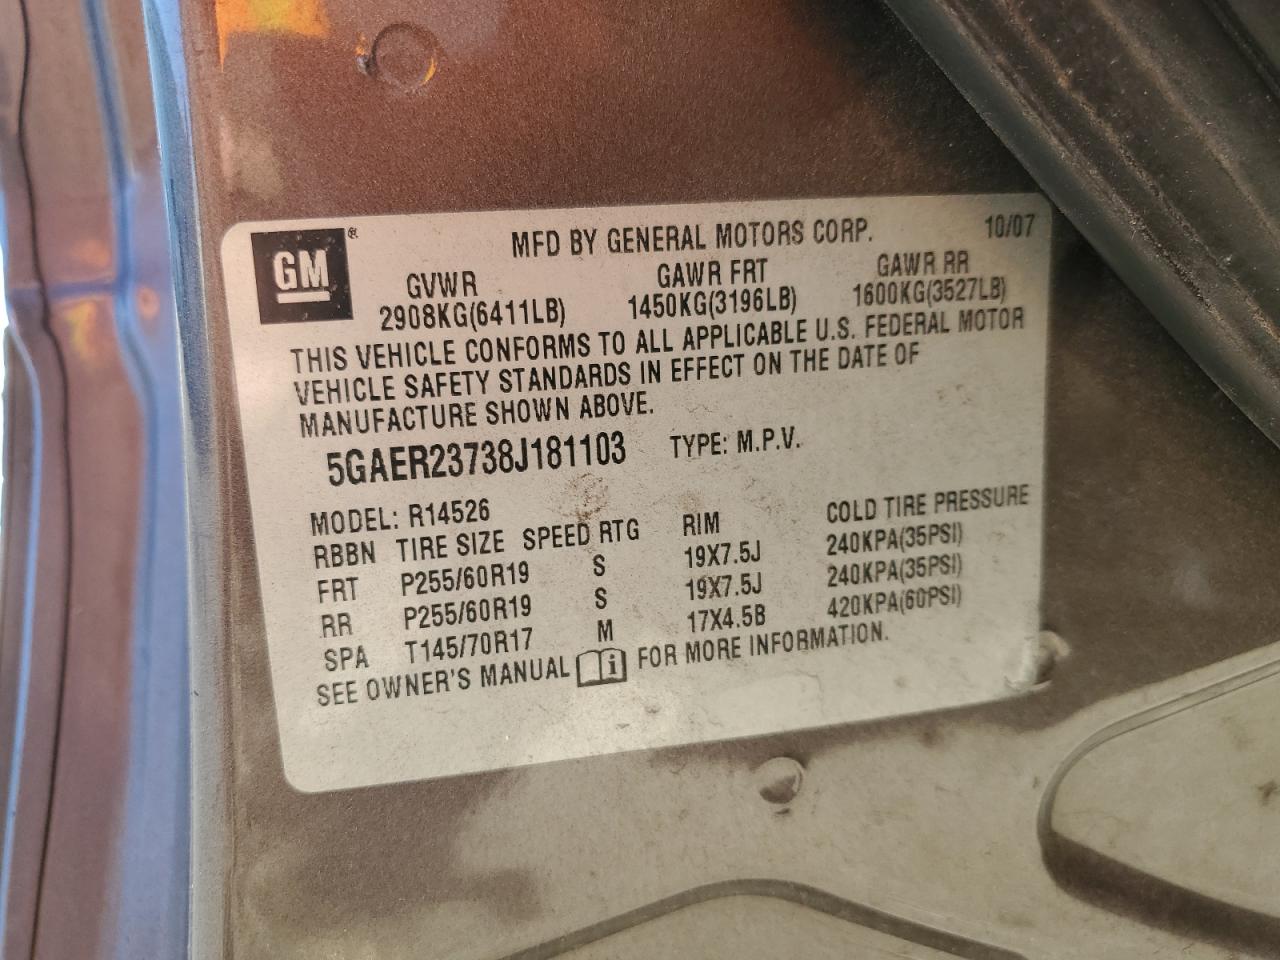 GM ®
MFD BY GENERAL MOTORS CORP. 10/07
GVWR GAWR FRT GAWR RR
2908KG(6411LB) 1450KG(3196LB) 1600KG(3527LB)
THIS VEHICLE CONFORMS TO ALL APPLICABLE U.S. FEDERAL MOTOR
VEHICLE SAFETY STANDARDS IN EFFECT ON THE DATE OF
MANUFACTURE SHOWN ABOVE.
5GAER23738J181103 TYPE: M.P.V.
MODEL: R14526
RBBN TIRE SIZE SPEED RTG RIM COLD TIRE PRESSURE
FRT P255/60R19 S 19X7.5J 240KPA(35PSI)
RR P255/60R19 S 19X7.5J 240KPA(35PSI)
SPA T145/70R17 M 17X4.5B 420KPA(60PSI)
SEE OWNER'S MANUAL i FOR MORE INFORMATION.